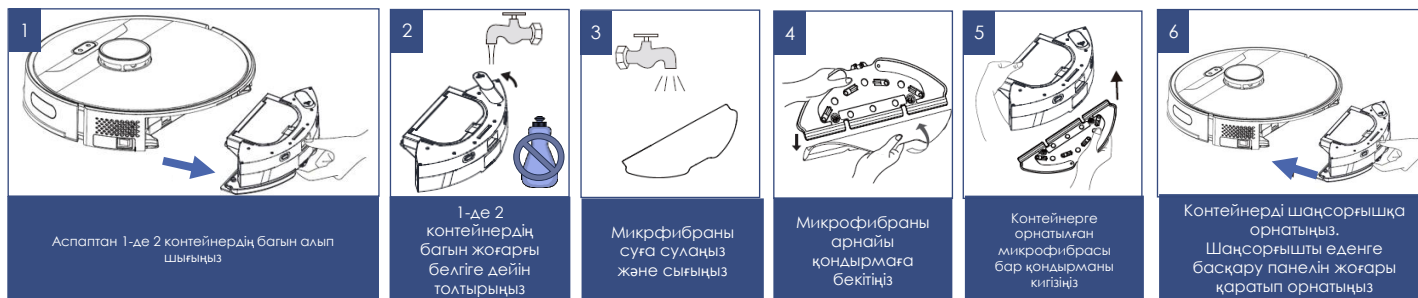 1
Аспаптан 1-де 2 контейнердің багын алып
шығыңыз
2
1-де 2
контейнердің
багын жоғарғы
белгіге дейін
толтырыңыз
3
Микрфибраны
суға сулаңыз
және сығыңыз
4
Микрофибраны
арнайы
қондырмаға
бекітіңіз
5
Контейнерге
орнатылған
микрофибрасы
бар қондырманы
кигізіңіз
6
Контейнерді шаңсорғышқа
орнатыңыз.
Шаңсорғышты еденге
басқару панелін жоғары
қаратып орнатыңыз